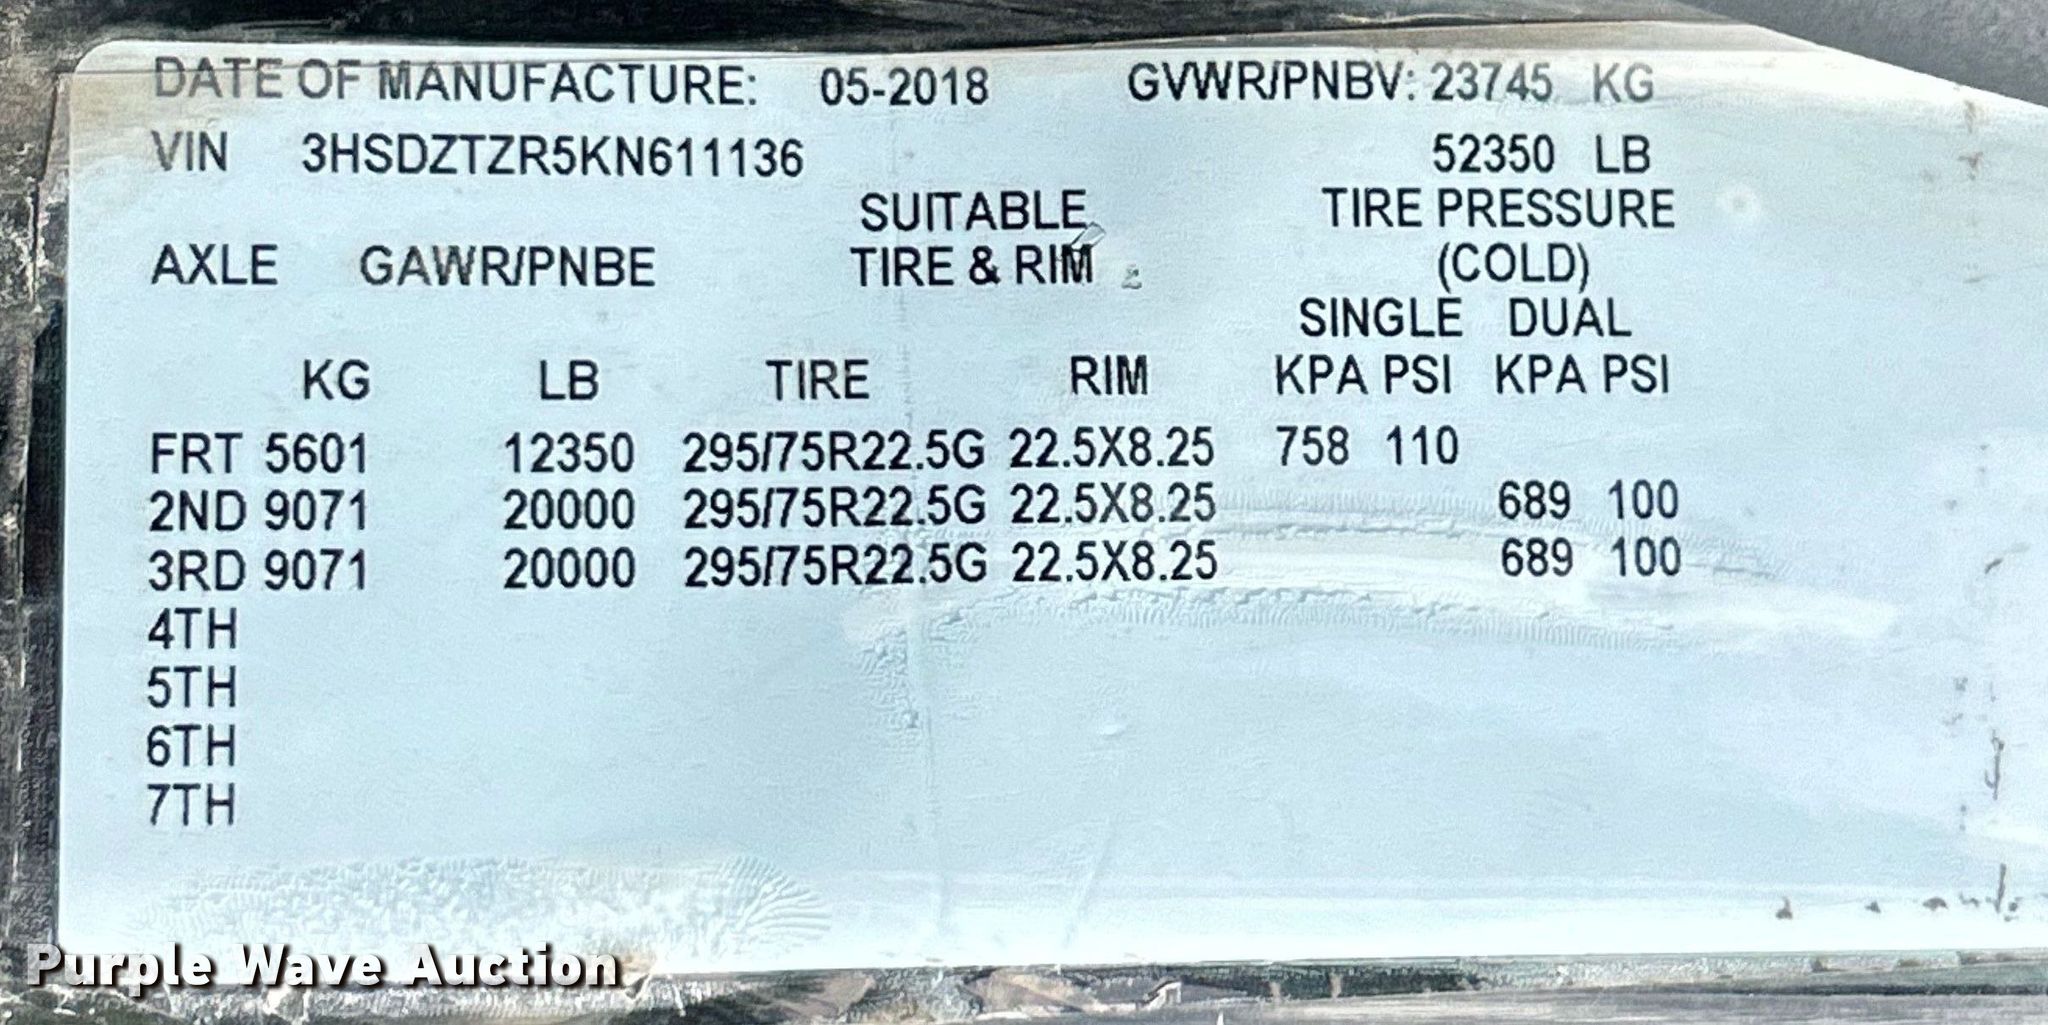 DATE OF MANUFACTURE: 05-2018 GVWR/PNBV: 23745 KG
VIN 3HSDZTZR5KN611136 52350 LB
SUITABLE TIRE PRESSURE
AXLE GAWR/PNBE TIRE & RIM (COLD)
SINGLE DUAL
KG LB TIRE RIM KPA PSI KPA PSI
FRT 5601 12350 295/75R22.5G 22.5X8.25 758 110
2ND 9071 20000 295/75R22.5G 22.5X8.25 689 100
3RD 9071 20000 295/75R22.5G 22.5X8.25 689 100
4TH
5TH
6TH
7TH
Purple Wave Auction